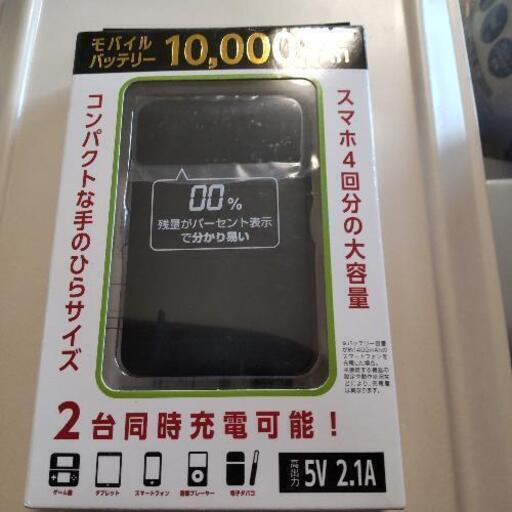 モバイル
バッテリー
10,000mAh
スマホ4回分の大容量
コンパクトな手のひらサイズ
00%
残量がパーセント表示
で分かり易い
2台同時充電可能!
ゲーム機
タブレット
スマートフォン
音楽プレーヤー
電子タバコ
高出力
5V 2.1A